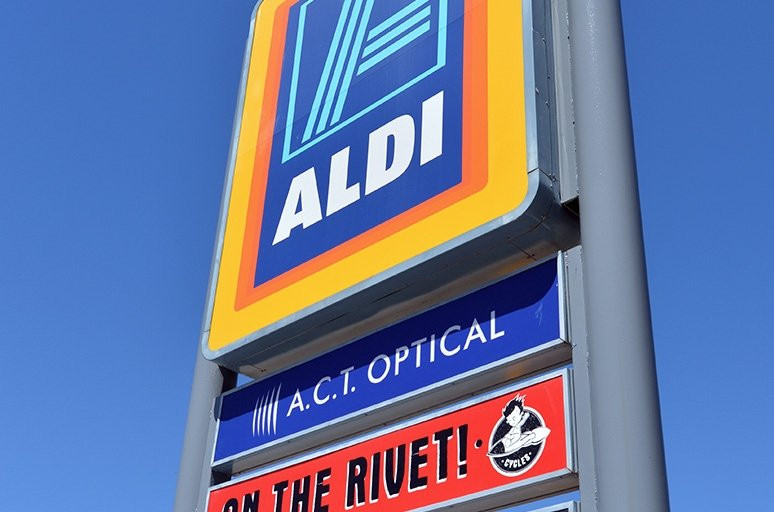 ALDI
A.C.T. OPTICAL
ON THE RIVET!
CYCLES